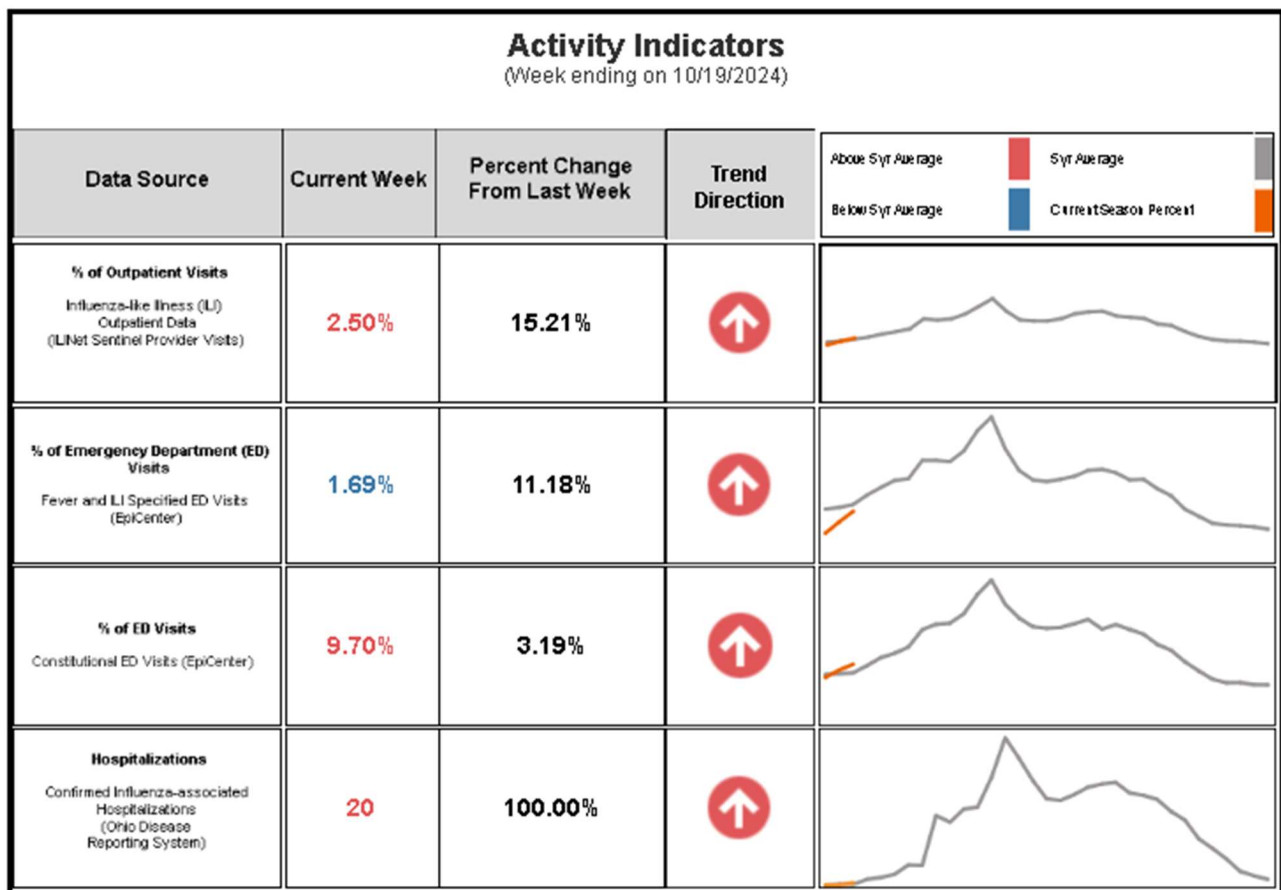 Activity Indicators
(Week ending on 10/19/2024)
Data Source
Current Week
Percent Change
From Last Week
Trend
Direction
Above 5yr Average
5yr Average
Below 5yr Average
Current Season Percent
% of Outpatient Visits
Influenza-like Illness (ILI)
Outpatient Data
(ILINet Sentinel Provider Visits)
2.50%
15.21%
% of Emergency Department (ED)
Visits
Fever and ILI Specified ED Visits
(EpiCenter)
1.69%
11.18%
% of ED Visits
Constitutional ED Visits (EpiCenter)
9.70%
3.19%
Hospitalizations
Confirmed Influenza-associated
Hospitalizations
(Ohio Disease
Reporting System)
20
100.00%